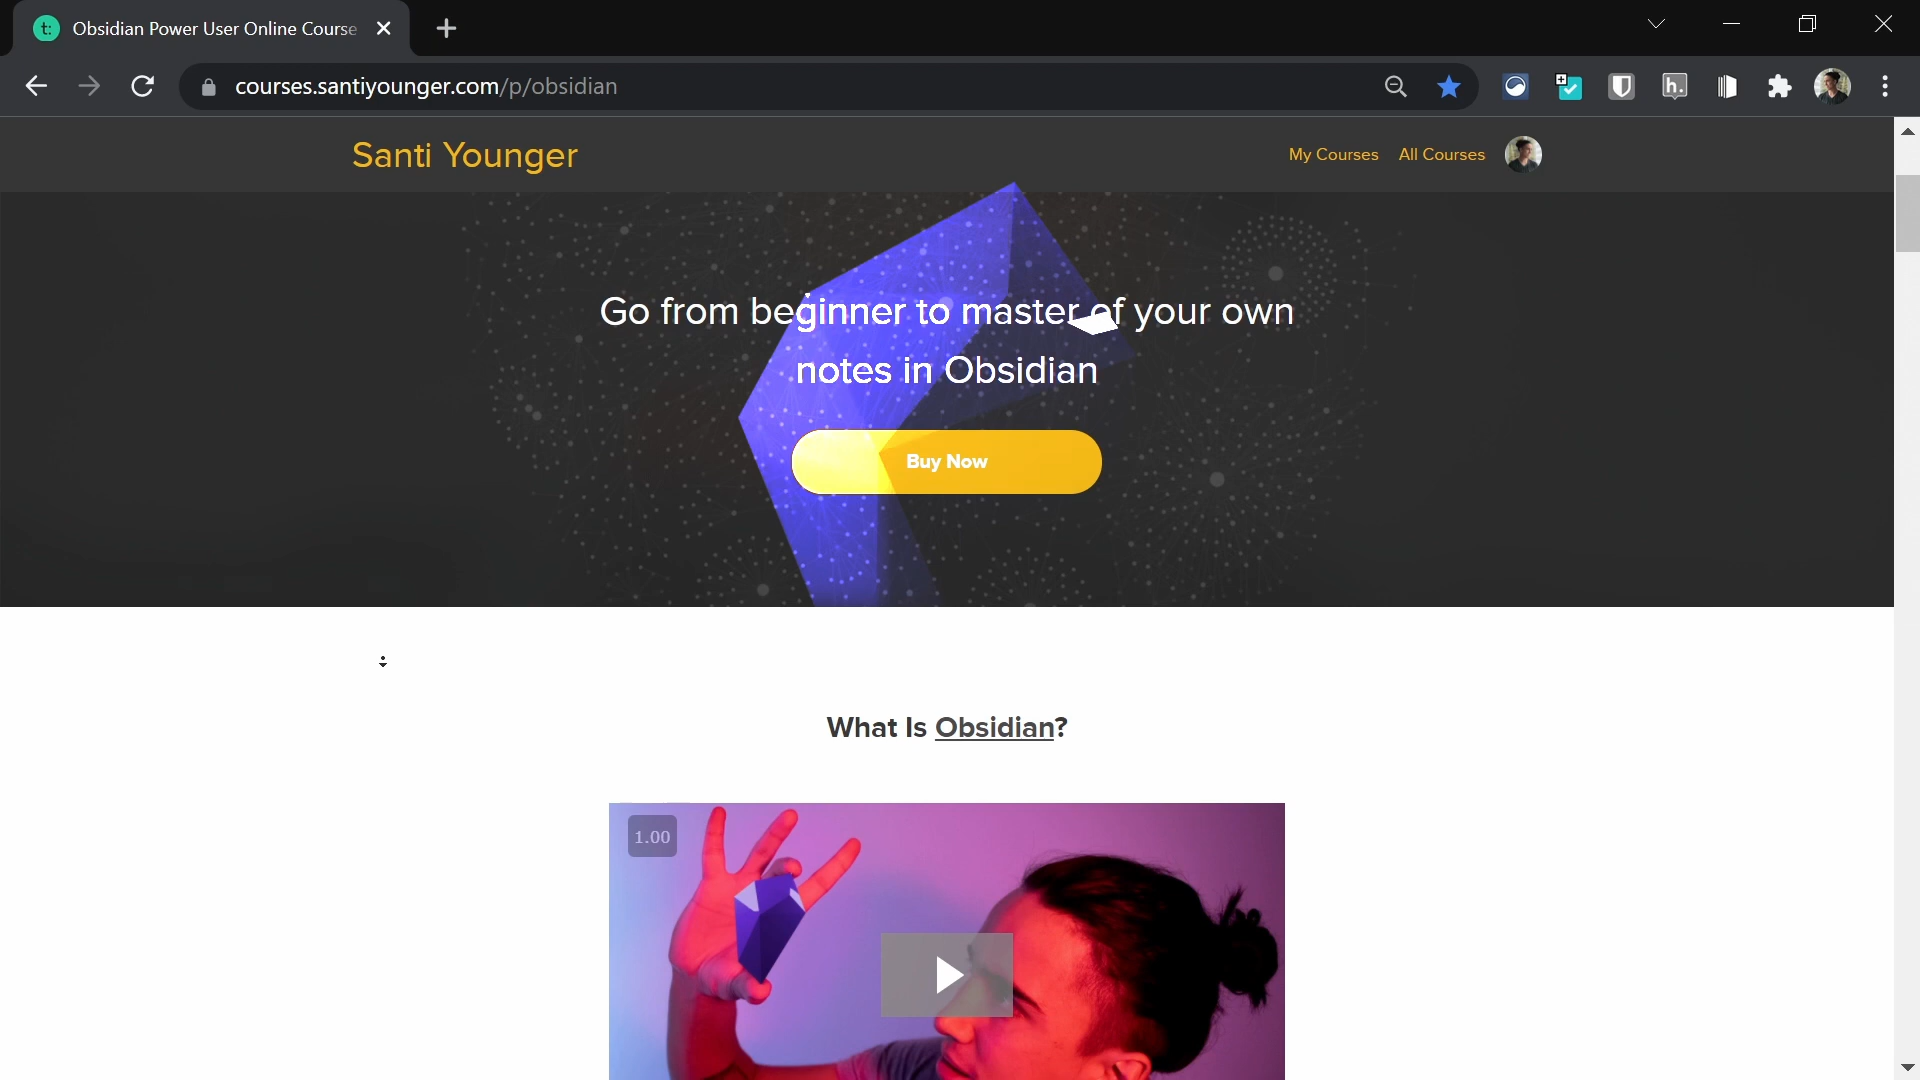 t: Obsidian Power User Online Course
courses.santiyounger.com/p/obsidian
h.
Santi Younger
My Courses All Courses
Go from beginner to master of your own
notes in Obsidian
Buy Now
What Is Obsidian?
1.00